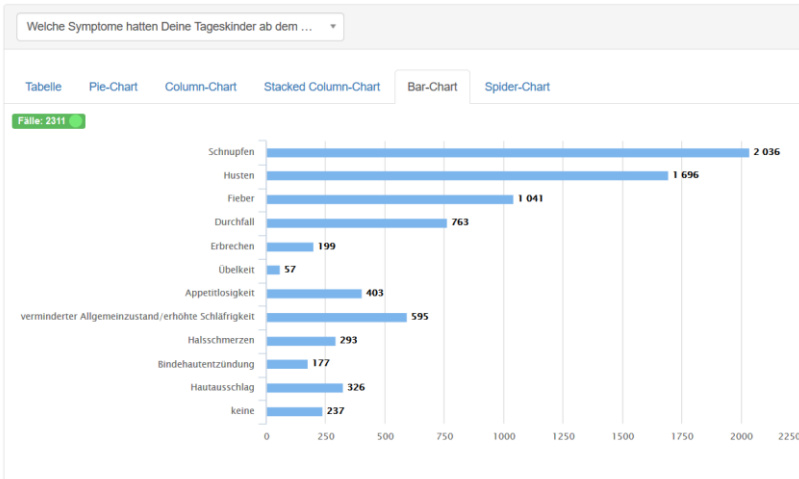 Welche Symptome hatten Deine Tageskinder ab dem …
Tabelle Pie-Chart Column-Chart Stacked Column-Chart Bar-Chart Spider-Chart
Fälle: 2311
Schnupfen 2 036
Husten 1 696
Fieber 1 041
Durchfall 763
Erbrechen 199
Übelkeit 57
Appetitlosigkeit 403
verminderter Allgemeinzustand/erhöhte Schläfrigkeit 595
Halsschmerzen 293
Bindehautentzündung 177
Hautausschlag 326
keine 237
0 250 500 750 1000 1250 1500 1750 2000 2250